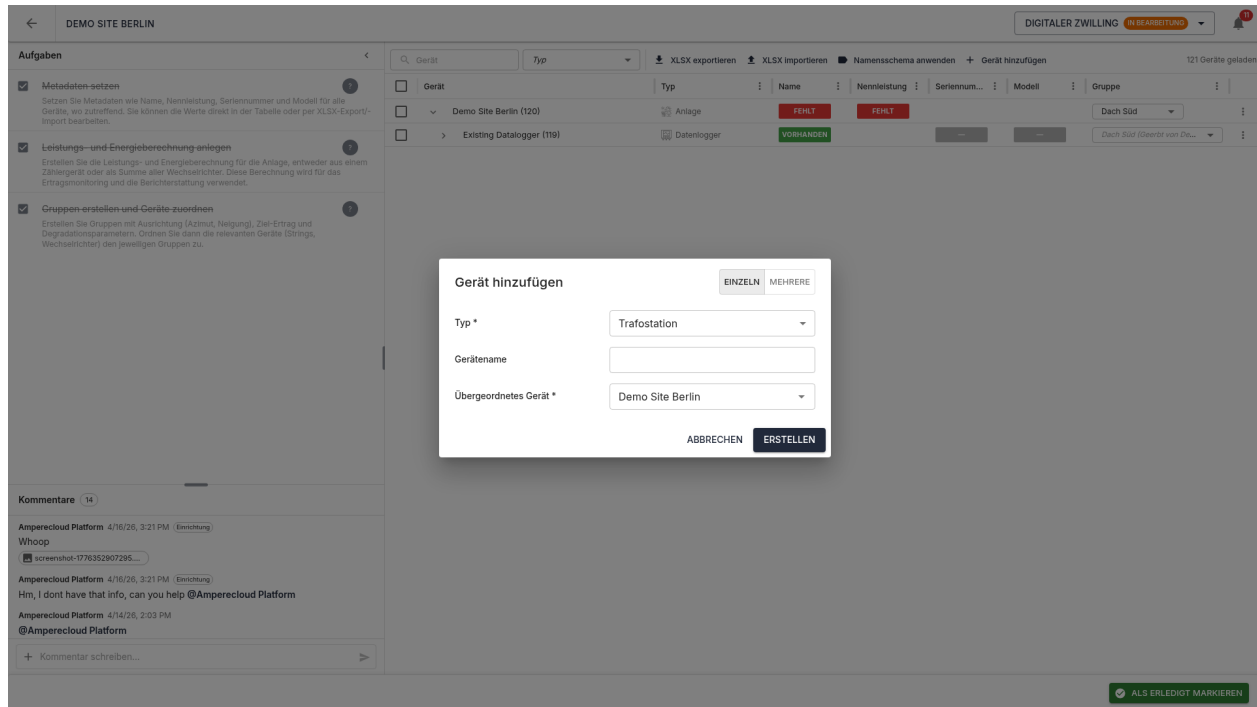 DEMO SITE BERLIN
DIGITALER ZWILLING IN BEARBEITUNG
11
Aufgaben
Metadaten setzen
?
Setzen Sie Metadaten wie Name, Nennleistung, Seriennummer und Modell für alle
Geräte, wo zutreffend. Sie können die Werte direkt in der Tabelle oder per XLSX-Export/-
Import bearbeiten.
Leistungs- und Energieberechnung anlegen
?
Erstellen Sie die Leistungs- und Energieberechnung für die Anlage, entweder aus einem
Zählergerät oder als Summe aller Wechselrichter. Diese Berechnung wird für das
Ertragsmonitoring und die Berichterstattung verwendet.
Gruppen erstellen und Geräte zuordnen
?
Erstellen Sie Gruppen mit Ausrichtung (Azimut, Neigung), Ziel-Ertrag und
Degradationsparametern. Ordnen Sie dann die relevanten Geräte (Strings,
Wechselrichter) den jeweiligen Gruppen zu.
Kommentare 14
Amperecloud Platform 4/16/26, 3:21 PM Einrichtung
Whoop
screenshot-1776352907295....
Amperecloud Platform 4/16/26, 3:21 PM Einrichtung
Hm, I dont have that info, can you help @Amperecloud Platform
Amperecloud Platform 4/14/26, 2:03 PM
@Amperecloud Platform
+ Kommentar schreiben...
Gerät
Typ
XLSX exportieren
XLSX importieren
Namensschema anwenden
+ Gerät hinzufügen
121 Geräte geladen
Gerät Typ Name Nennleistung Seriennum... Modell Gruppe
Demo Site Berlin (120) Anlage FEHLT FEHLT Dach Süd
Existing Datalogger (119) Datenlogger VORHANDEN — — Dach Süd (Geerbt von De...
Gerät hinzufügen
EINZELN MEHRERE
Typ * Trafostation
Gerätename
Übergeordnetes Gerät * Demo Site Berlin
ABBRECHEN ERSTELLEN
ALS ERLEDIGT MARKIEREN